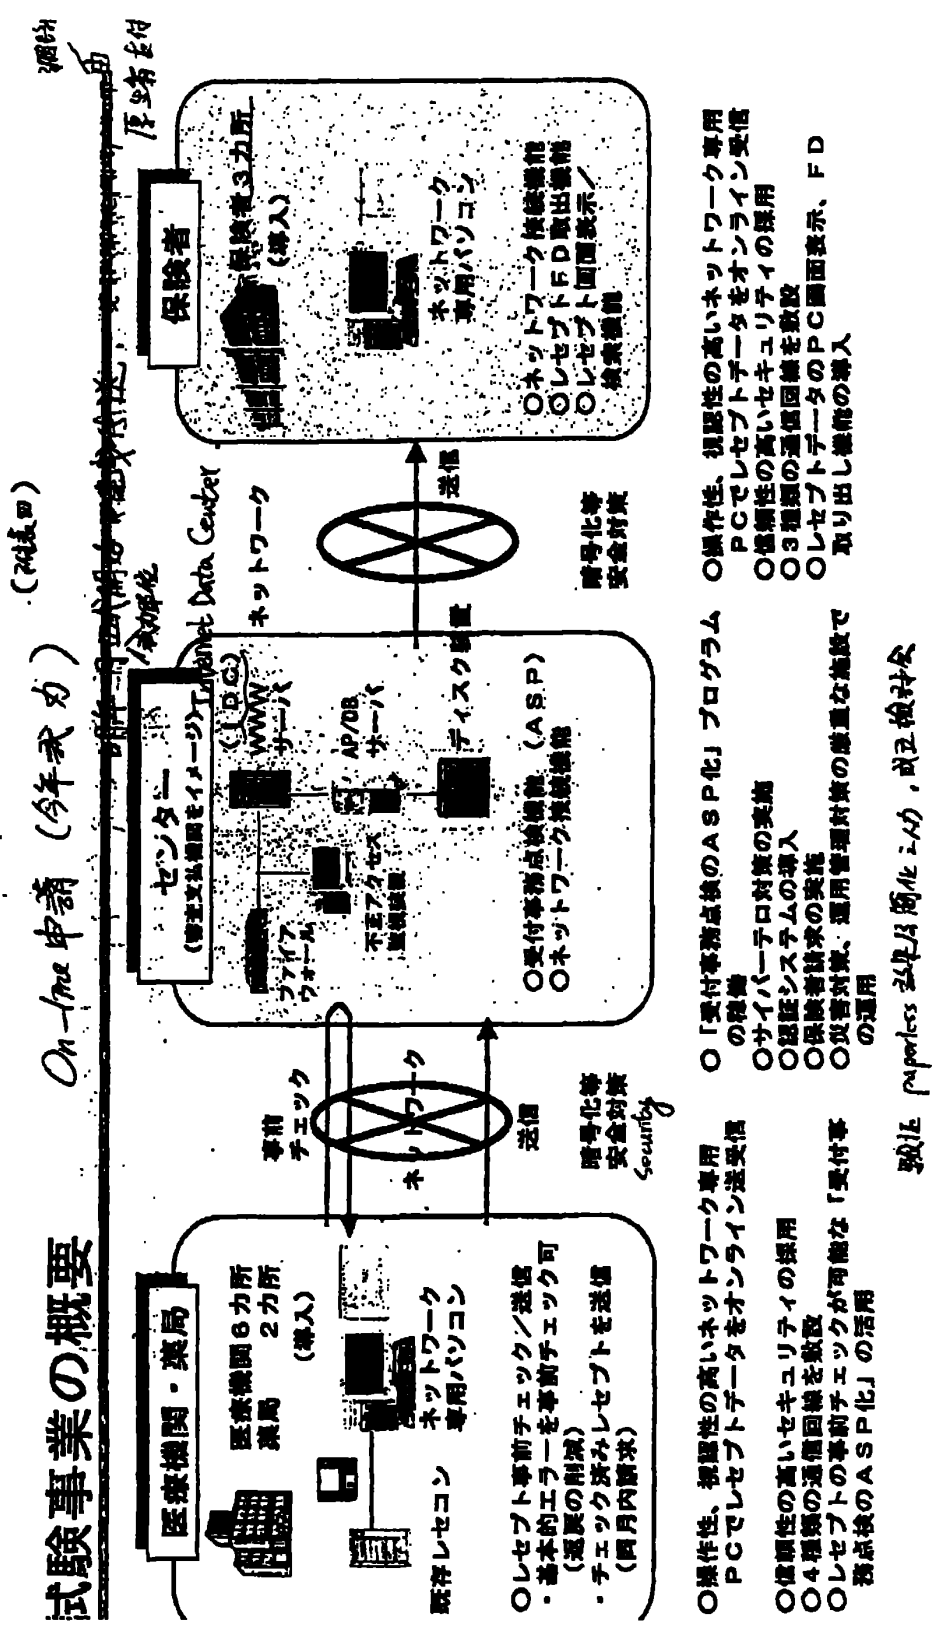 試験事業の概要
On-line 申請 (今年試力)
医療機関・薬局
医療機関6カ所
薬局 2カ所
(導入)
既存レセコン
ネットワーク
専用パソコン
○レセプト事前チェック/送信
・基本的エラーを事前チェック可
(返戻の削減)
・チェック済みレセプトを送信
(同月内請求)
事前
チェック
ネットワーク
送信
暗号化等
安全対策
Security
センター
(審査支払機関をイメージ)
Internet Data Center
(IDC)
WWW
サーバ
AP/DB
サーバ
ファイア
ウォール
不正アクセス
監視装置
ディスク装置
○受付事務点検機能(ASP)
○ネットワーク接続機能
ネットワーク
送信
暗号化等
安全対策
保険者
保険者3カ所
(導入)
ネットワーク
専用パソコン
○ネットワーク接続機能
○レセプトFD取出機能
○レセプト画面表示/
検索機能
○操作性、視認性の高いネットワーク専用
PCでレセプトデータをオンライン送受信
○信頼性の高いセキュリティの採用
○4種類の通信回線を敷設
○レセプトの事前チェックが可能な「受付事
務点検のASP化」の活用
○「受付事務点検のASP化」プログラム
の稼働
○サイバーテロ対策の実施
○認証システムの導入
○保険者請求の実施
○災害対策、運用管理対策の厳重な施設で
の運用
○操作性、視認性の高いネットワーク専用
PCでレセプトデータをオンライン受信
○信頼性の高いセキュリティの採用
○3種類の通信回線を敷設
○レセプトデータのPC画面表示、FD
取り出し機能の導入
paperless